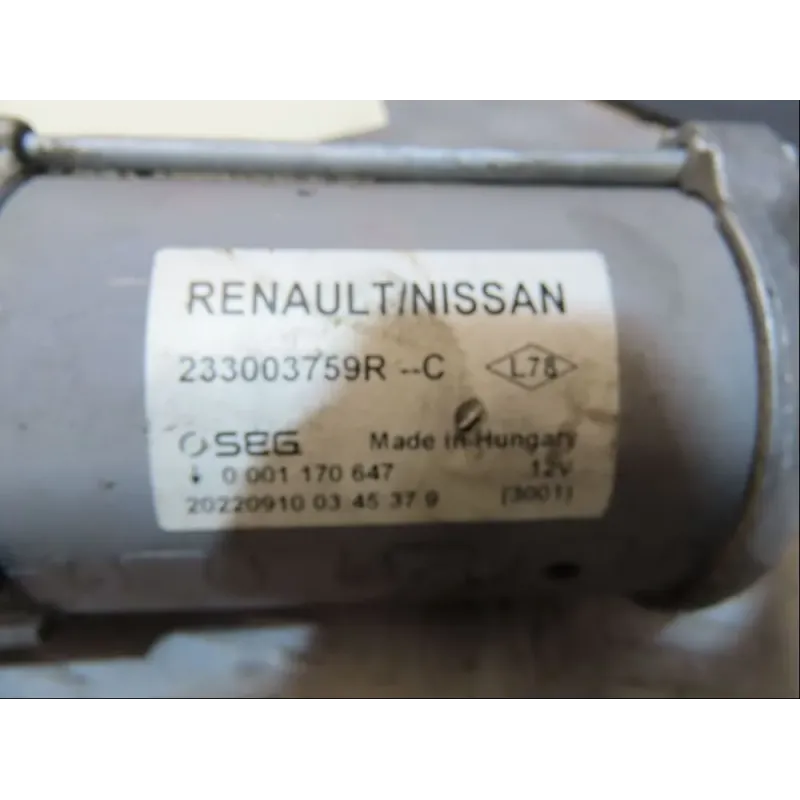 RENAULT/NISSAN
233003759R --C L78
SEG Made in Hungary
0 001 170 647 12V
20220910 03 45 37 9 (3001)